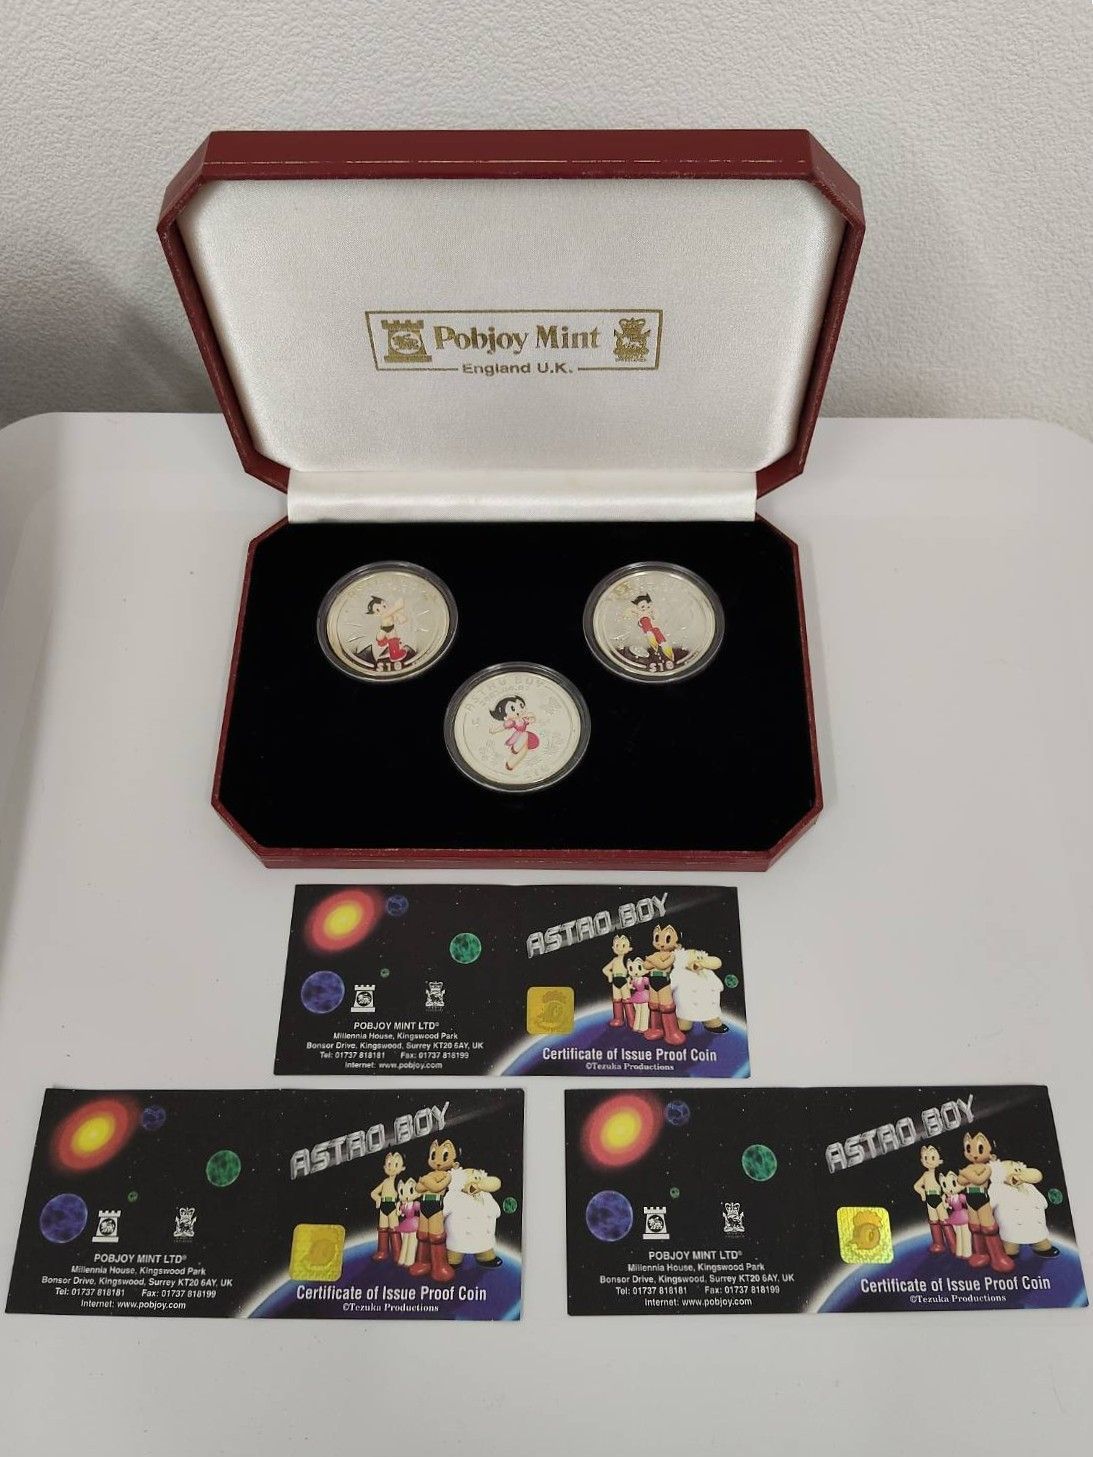 Pobjoy Mint
England U.K.
$10
$10
ASTRO BOY
ASTRO BOY
POBJOY MINT LTD®
Millennia House, Kingswood Park
Bonsor Drive, Kingswood, Surrey KT20 6AY, UK
Tel: 01737 818181 Fax: 01737 818199
Internet: www.pobjoy.com
Certificate of Issue Proof Coin
©Tezuka Productions
ASTRO BOY
POBJOY MINT LTD®
Millennia House, Kingswood Park
Bonsor Drive, Kingswood, Surrey KT20 6AY, UK
Tel: 01737 818181 Fax: 01737 818199
Internet: www.pobjoy.com
Certificate of Issue Proof Coin
©Tezuka Productions
ASTRO BOY
POBJOY MINT LTD®
Millennia House, Kingswood Park
Bonsor Drive, Kingswood, Surrey KT20 6AY, UK
Tel: 01737 818181 Fax: 01737 818199
Internet: www.pobjoy.com
Certificate of Issue Proof Coin
©Tezuka Productions